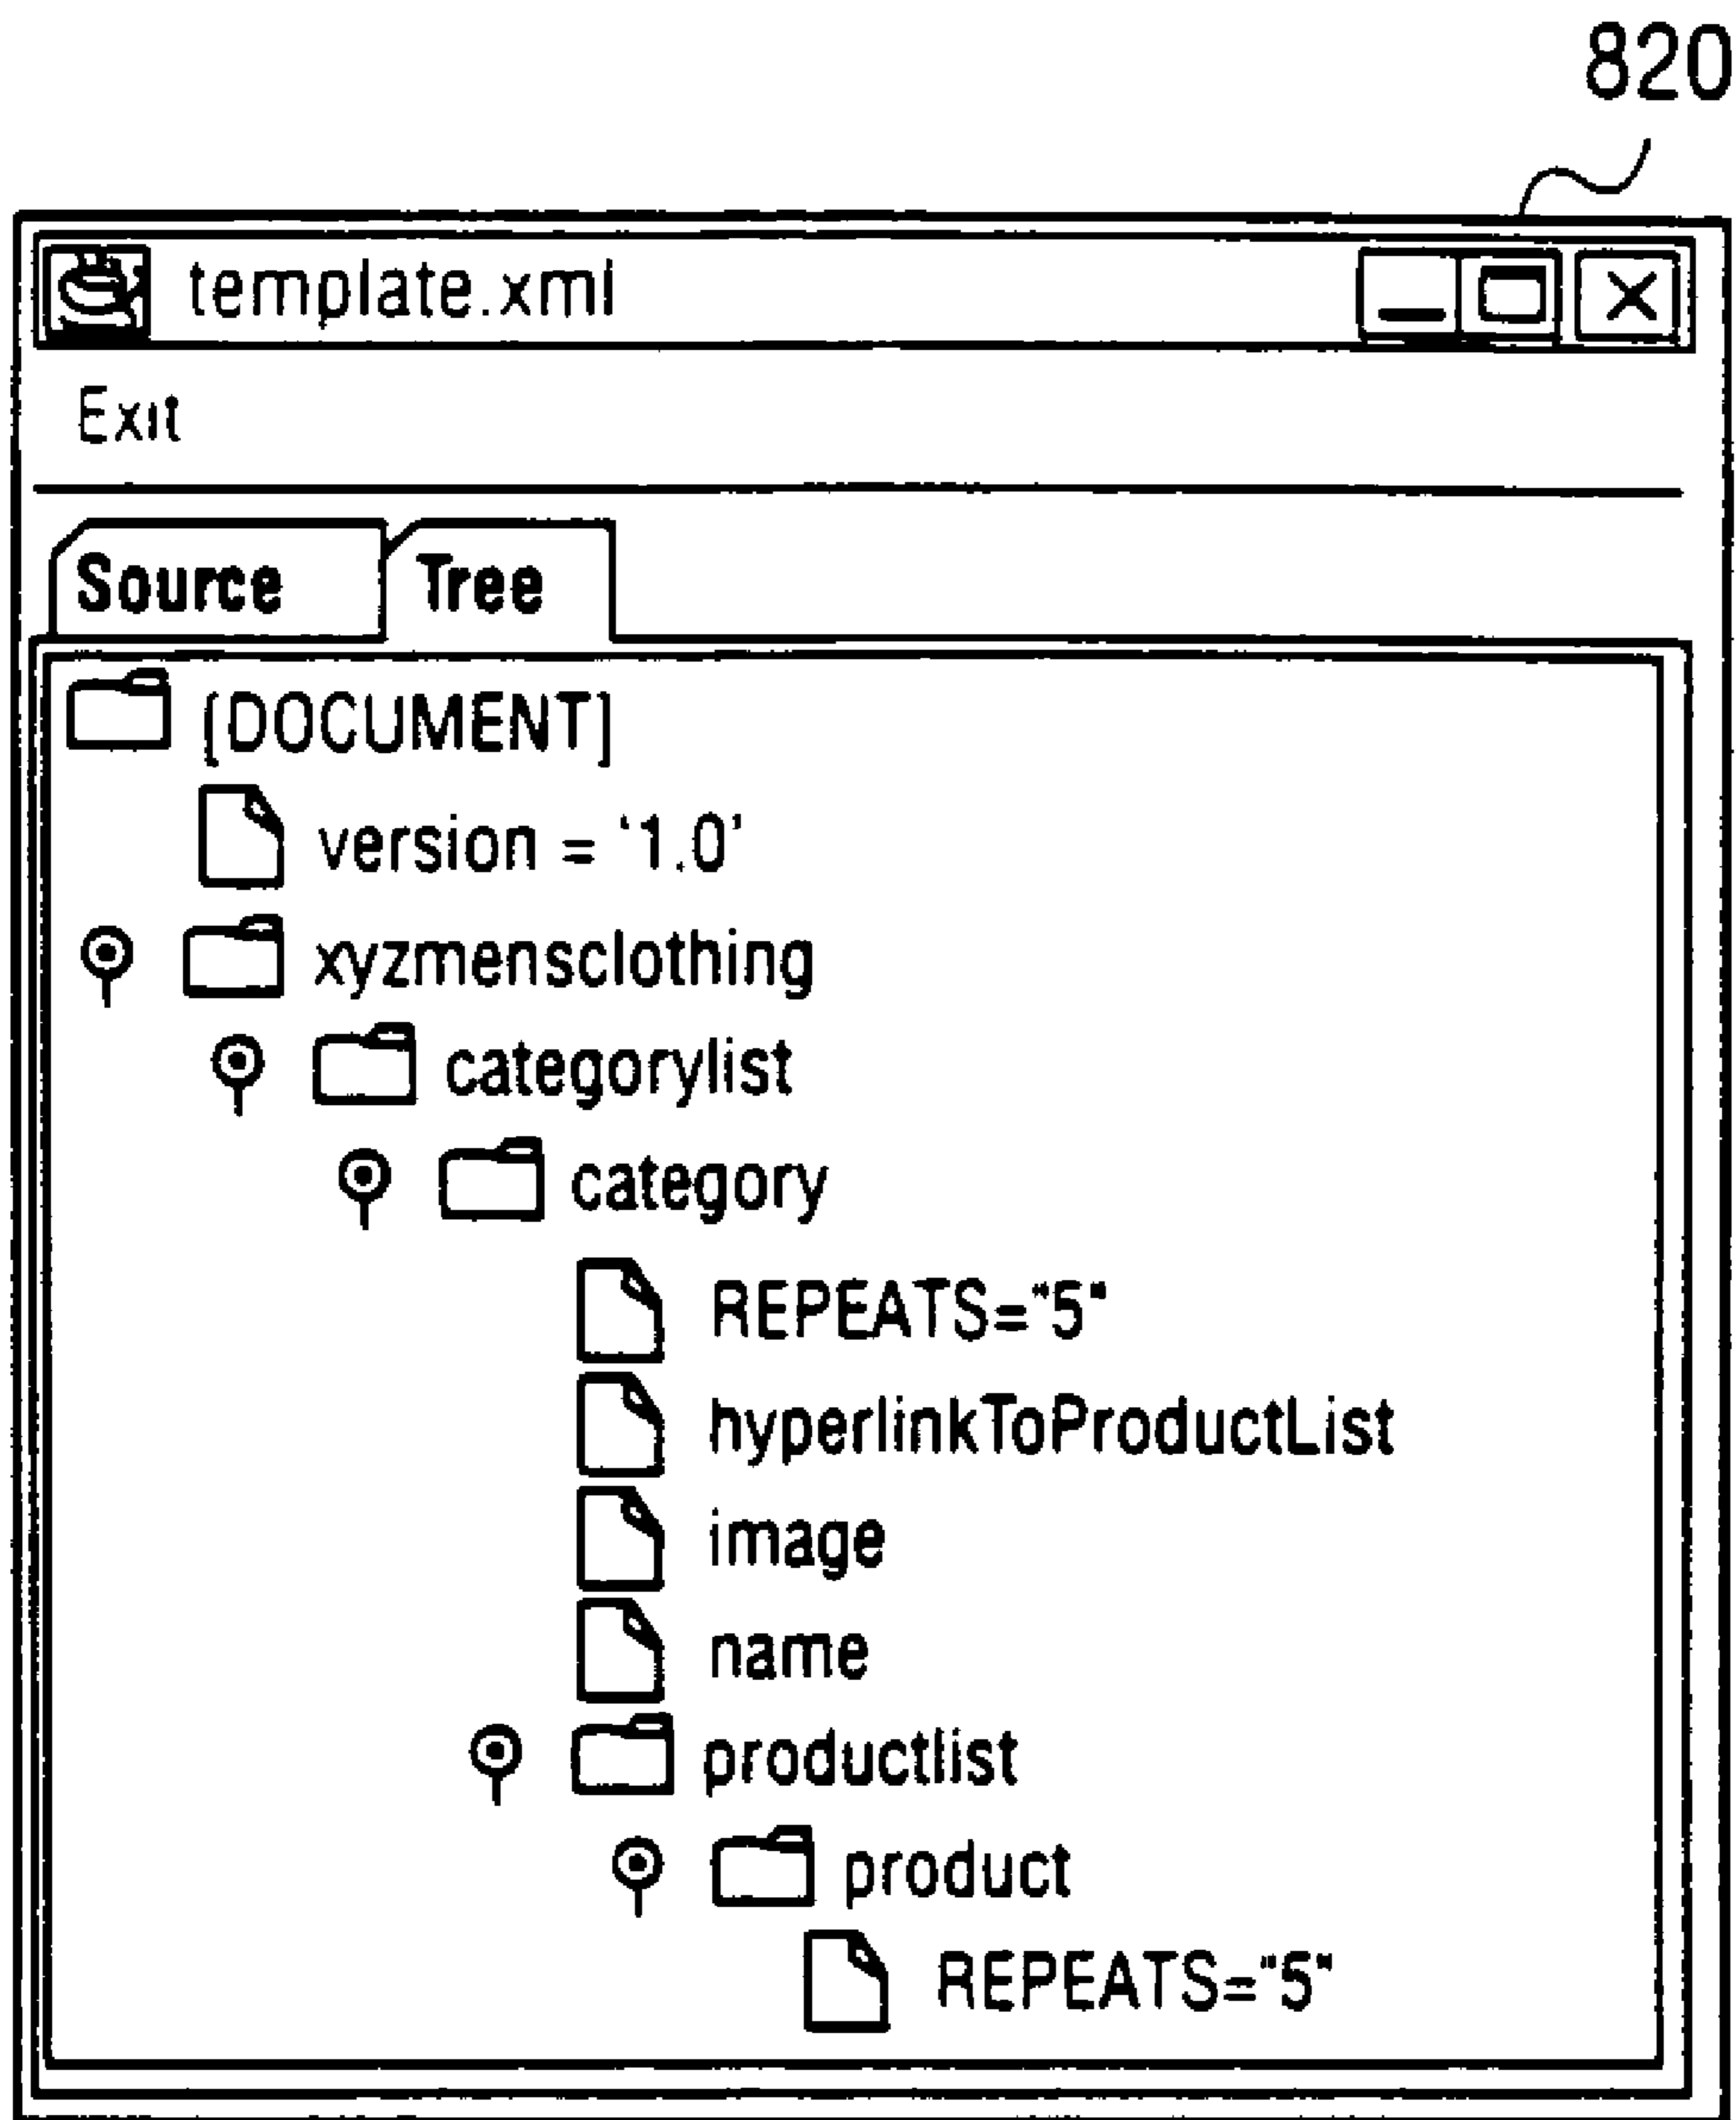 820
template.xml
Exit
Source Tree
[DOCUMENT]
version = '1.0'
xyzmensclothing
categorylist
category
REPEATS="5"
hyperlinkToProductList
image
name
productlist
product
REPEATS="5"